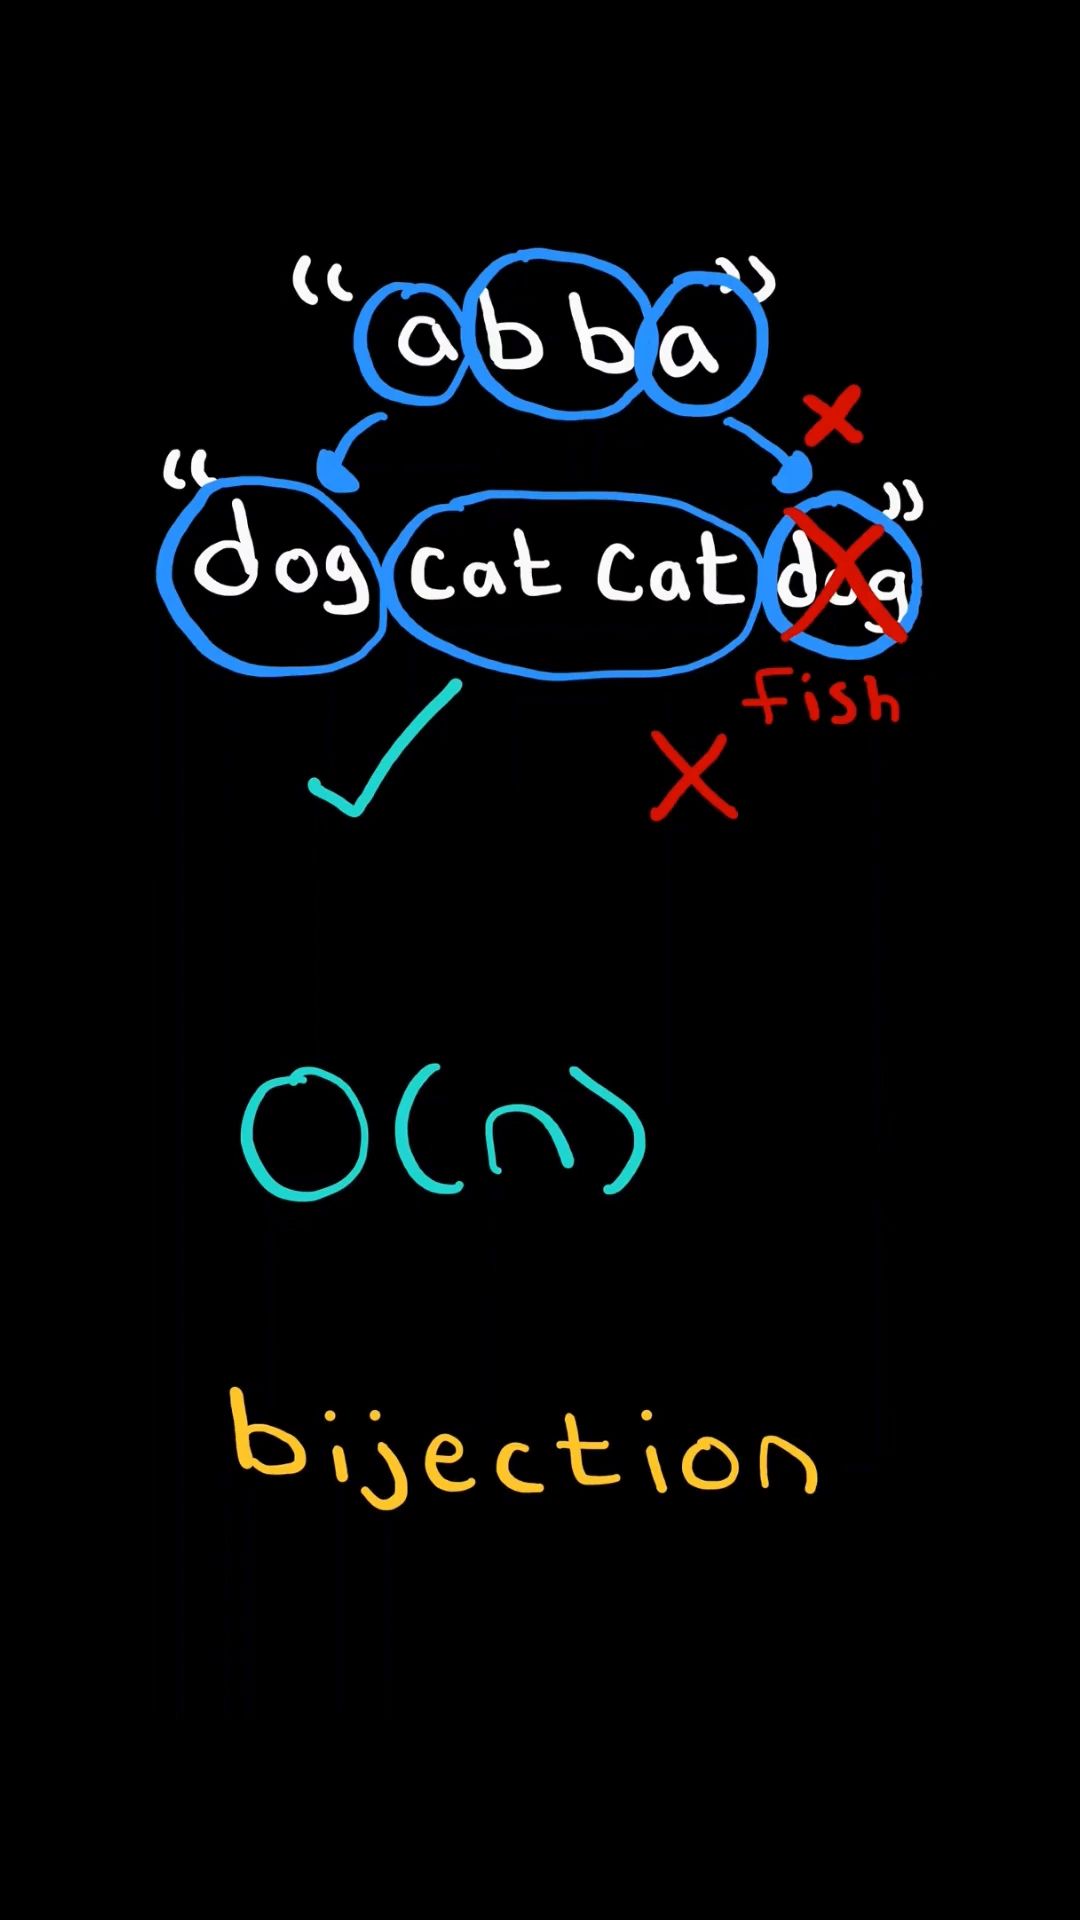 “abba”
“dog cat cat dog”
fish
O(n)
bijection